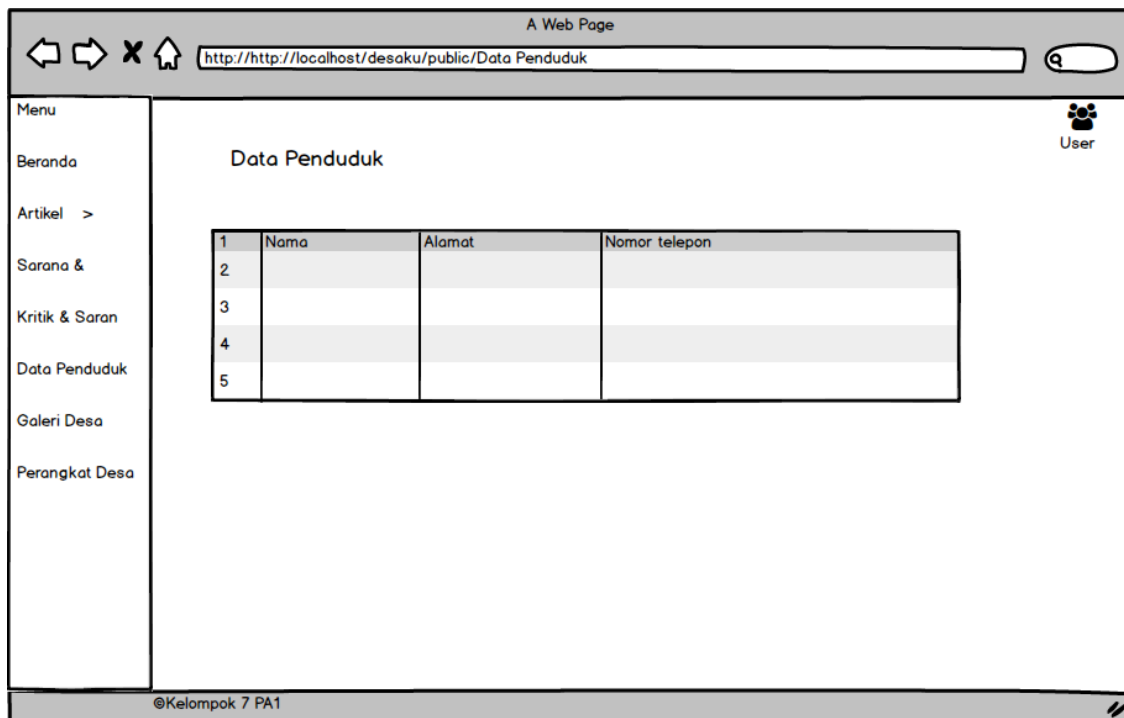 A Web Page
http://http://localhost/desaku/public/Data Penduduk
Menu
Beranda
Artikel >
Sarana &
Kritik & Saran
Data Penduduk
Galeri Desa
Perangkat Desa
User
Data Penduduk
1 Nama Alamat Nomor telepon
2
3
4
5
©Kelompok 7 PA1